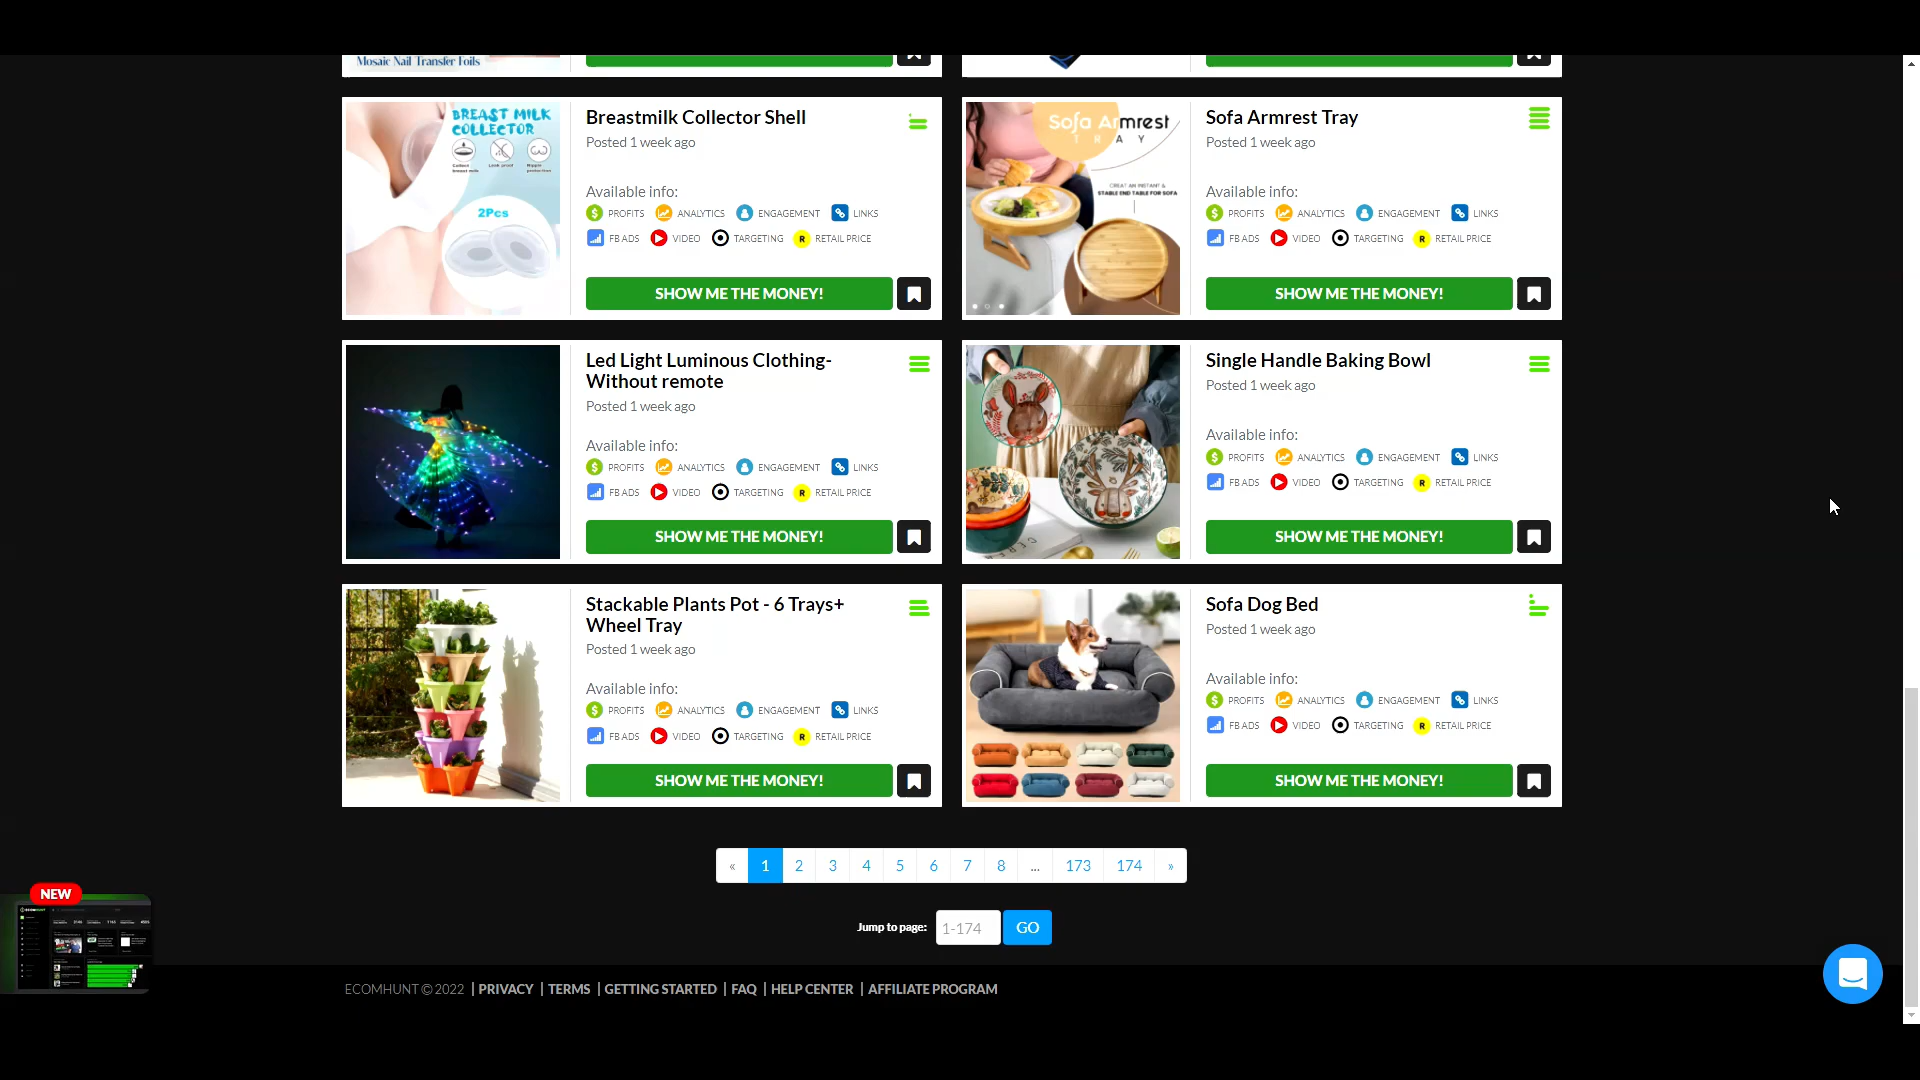 Mosaic Nail Transfer Foils
BREAST MILK
COLLECTOR
2Pcs
Breastmilk Collector Shell
Posted 1 week ago
Available info:
PROFITS ANALYTICS ENGAGEMENT LINKS
FB ADS VIDEO TARGETING R RETAIL PRICE
SHOW ME THE MONEY!
Sofa Armrest
TRAY
CREAT AN INSTANT &
STABLE END TABLE FOR SOFA
Sofa Armrest Tray
Posted 1 week ago
Available info:
PROFITS ANALYTICS ENGAGEMENT LINKS
FB ADS VIDEO TARGETING R RETAIL PRICE
SHOW ME THE MONEY!
Led Light Luminous Clothing-
Without remote
Posted 1 week ago
Available info:
PROFITS ANALYTICS ENGAGEMENT LINKS
FB ADS VIDEO TARGETING R RETAIL PRICE
SHOW ME THE MONEY!
Single Handle Baking Bowl
Posted 1 week ago
Available info:
PROFITS ANALYTICS ENGAGEMENT LINKS
FB ADS VIDEO TARGETING R RETAIL PRICE
SHOW ME THE MONEY!
Stackable Plants Pot - 6 Trays+
Wheel Tray
Posted 1 week ago
Available info:
PROFITS ANALYTICS ENGAGEMENT LINKS
FB ADS VIDEO TARGETING R RETAIL PRICE
SHOW ME THE MONEY!
Sofa Dog Bed
Posted 1 week ago
Available info:
PROFITS ANALYTICS ENGAGEMENT LINKS
FB ADS VIDEO TARGETING R RETAIL PRICE
SHOW ME THE MONEY!
« 1 2 3 4 5 6 7 8 ... 173 174 »
NEW
Jump to page: 1-174 GO
ECOMHUNT © 2022 | PRIVACY | TERMS | GETTING STARTED | FAQ | HELP CENTER | AFFILIATE PROGRAM